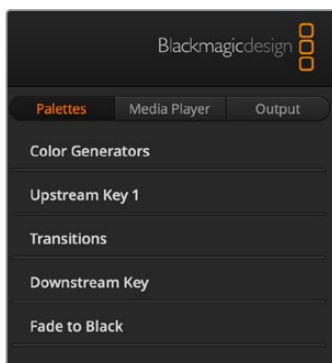 Blackmagicdesign
Palettes Media Player Output
Color Generators
Upstream Key 1
Transitions
Downstream Key
Fade to Black